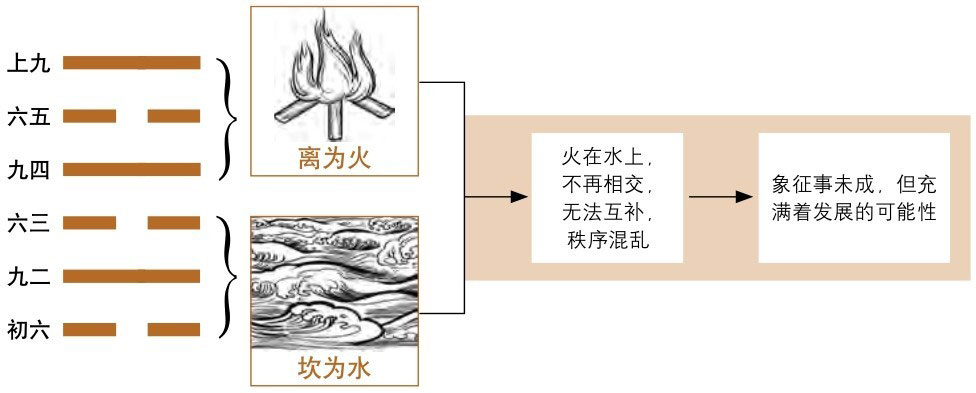 上九
六五
九四
六三
九二
初六
离为火
坎为水
火在水上，
不再相交，
无法互补，
秩序混乱
象征事未成，但充
满着发展的可能性